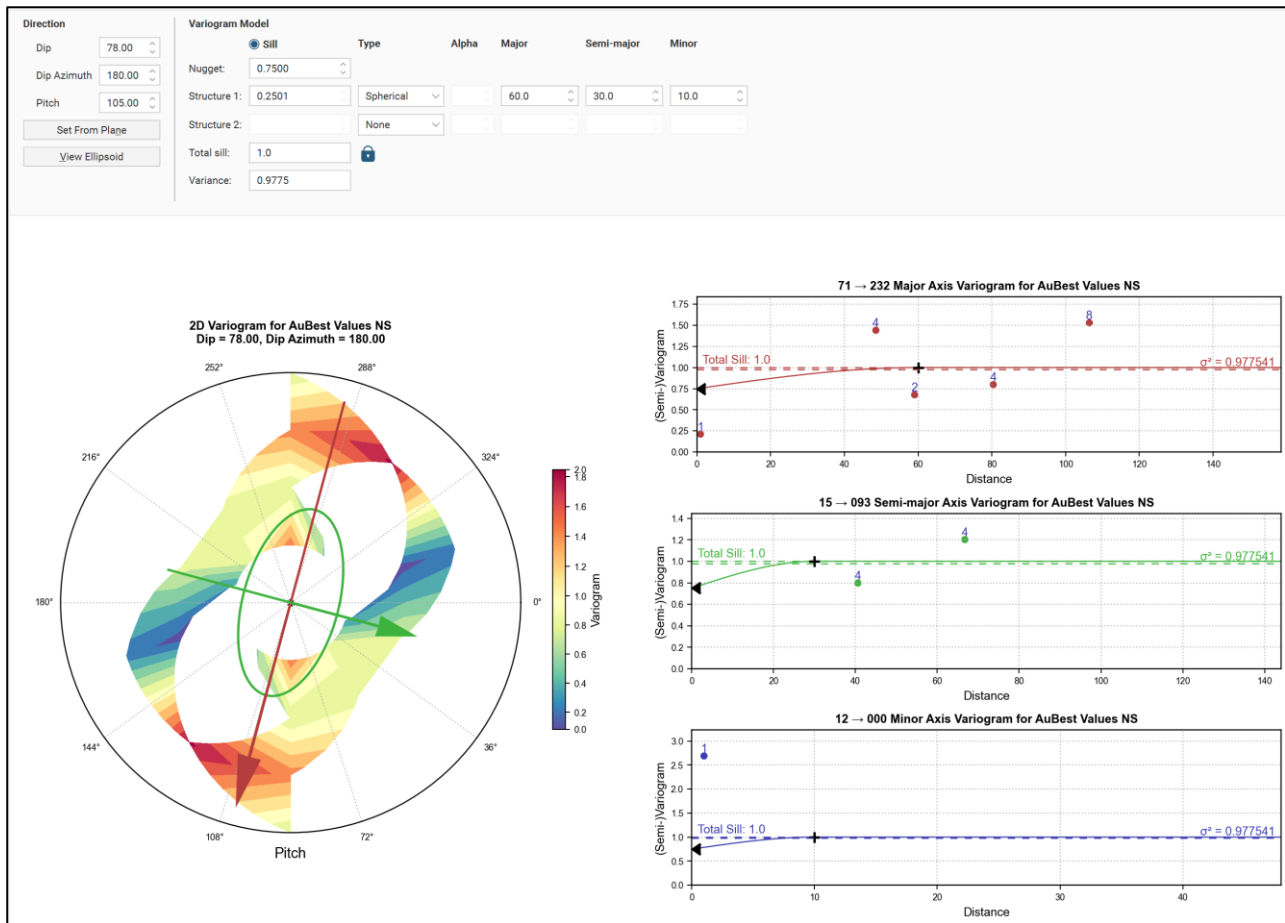 Direction
Dip 78.00
Dip Azimuth 180.00
Pitch 105.00
Set From Plane
View Ellipsoid
Variogram Model
Sill Type Alpha Major Semi-major Minor
Nugget: 0.7500
Structure 1: 0.2501 Spherical 60.0 30.0 10.0
Structure 2: None
Total sill: 1.0
Variance: 0.9775
2D Variogram for AuBest Values NS
Dip = 78.00, Dip Azimuth = 180.00
252° 288°
216° 324°
180° 0°
144° 36°
108° 72°
Pitch
2.0
1.8
1.6
1.4
1.2
1.0
0.8
0.6
0.4
0.2
0.0
Variogram
71 → 232 Major Axis Variogram for AuBest Values NS
(Semi-)Variogram
1.75
1.50
1.25
1.00
0.75
0.50
0.25
0.00
4 8
Total Sill: 1.0 σ² = 0.977541
2 4
1
0 20 40 60 80 100 120 140
Distance
15 → 093 Semi-major Axis Variogram for AuBest Values NS
(Semi-)Variogram
1.4
1.2
1.0
0.8
0.6
0.4
0.2
0.0
4
Total Sill: 1.0 σ² = 0.977541
4
0 20 40 60 80 100 120 140
Distance
12 → 000 Minor Axis Variogram for AuBest Values NS
(Semi-)Variogram
3.0
2.5
2.0
1.5
1.0
0.5
0.0
1
Total Sill: 1.0 σ² = 0.977541
0 10 20 30 40
Distance